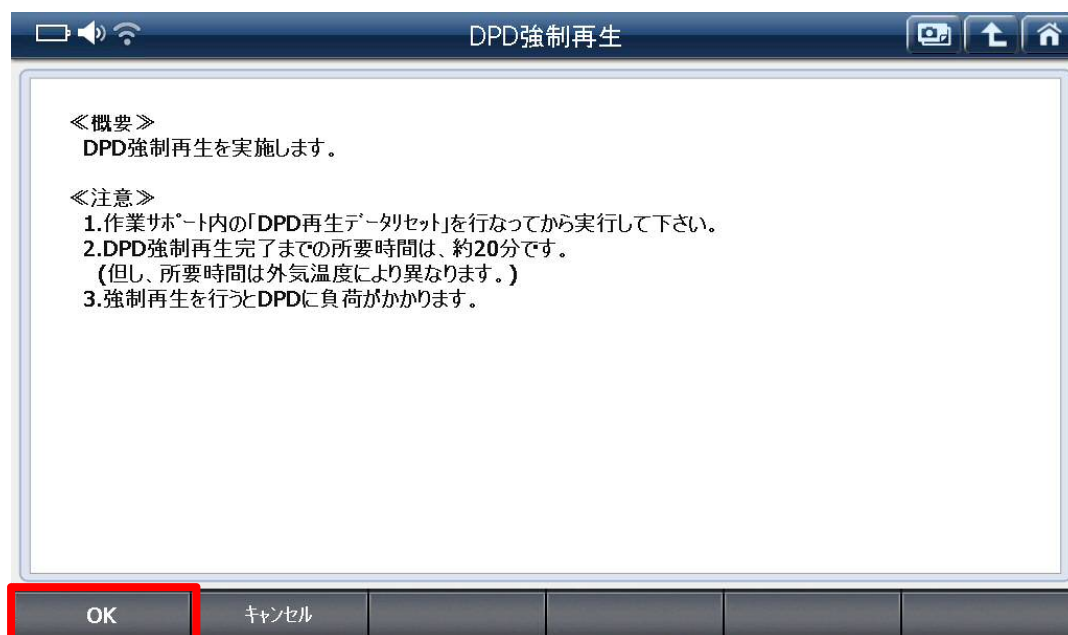 DPD強制再生
≪概要≫
DPD強制再生を実施します。
≪注意≫
1.作業ｻﾎﾟｰﾄ内の｢DPD再生ﾃﾞｰﾀﾘｾｯﾄ｣を行なってから実行して下さい。
2.DPD強制再生完了までの所要時間は、約20分です。
(但し、所要時間は外気温度により異なります。)
3.強制再生を行うとDPDに負荷がかかります。
OK ｷｬﾝｾﾙ